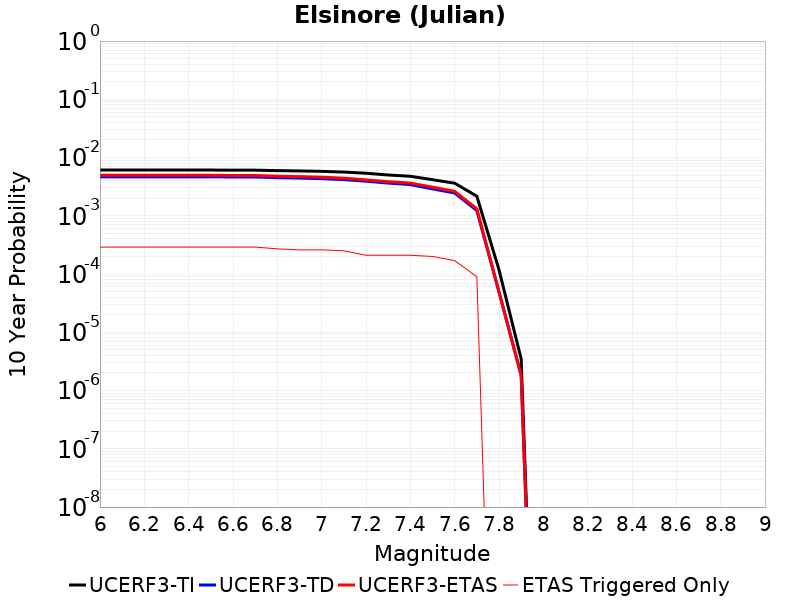 Elsinore (Julian)
10 Year Probability
10^0
10^-1
10^-2
10^-3
10^-4
10^-5
10^-6
10^-7
10^-8
6 6.2 6.4 6.6 6.8 7 7.2 7.4 7.6 7.8 8 8.2 8.4 8.6 8.8 9
Magnitude
UCERF3-TI UCERF3-TD UCERF3-ETAS ETAS Triggered Only